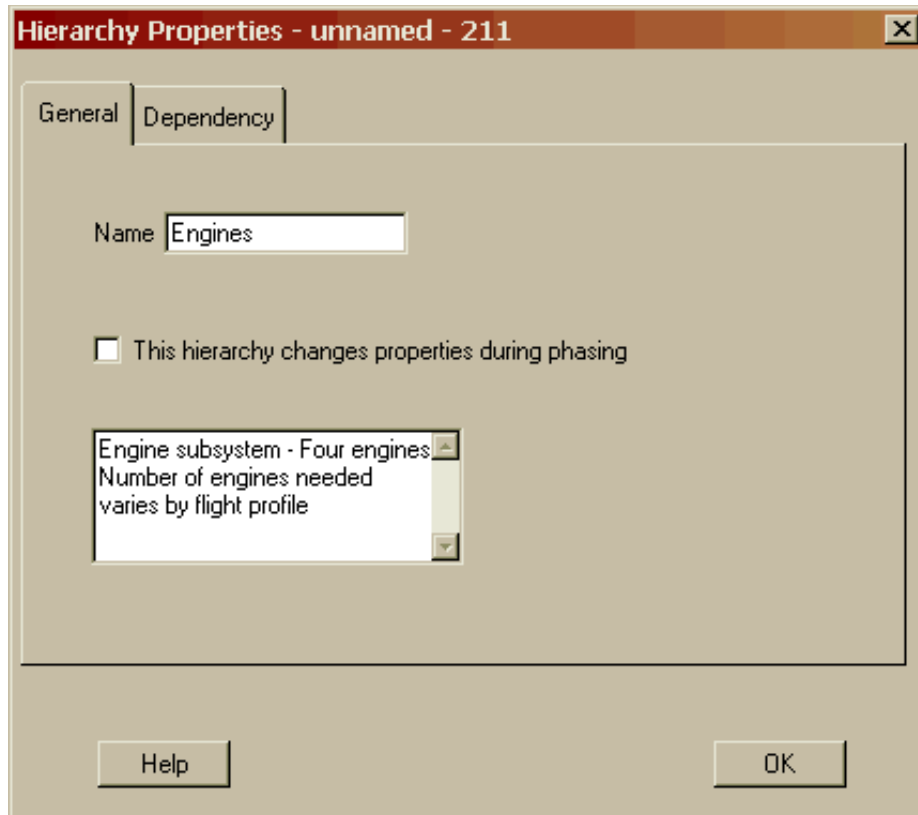 Hierarchy Properties - unnamed - 211
General
Dependency
Name Engines
This hierarchy changes properties during phasing
Engine subsystem - Four engines
Number of engines needed
varies by flight profile
Help
OK